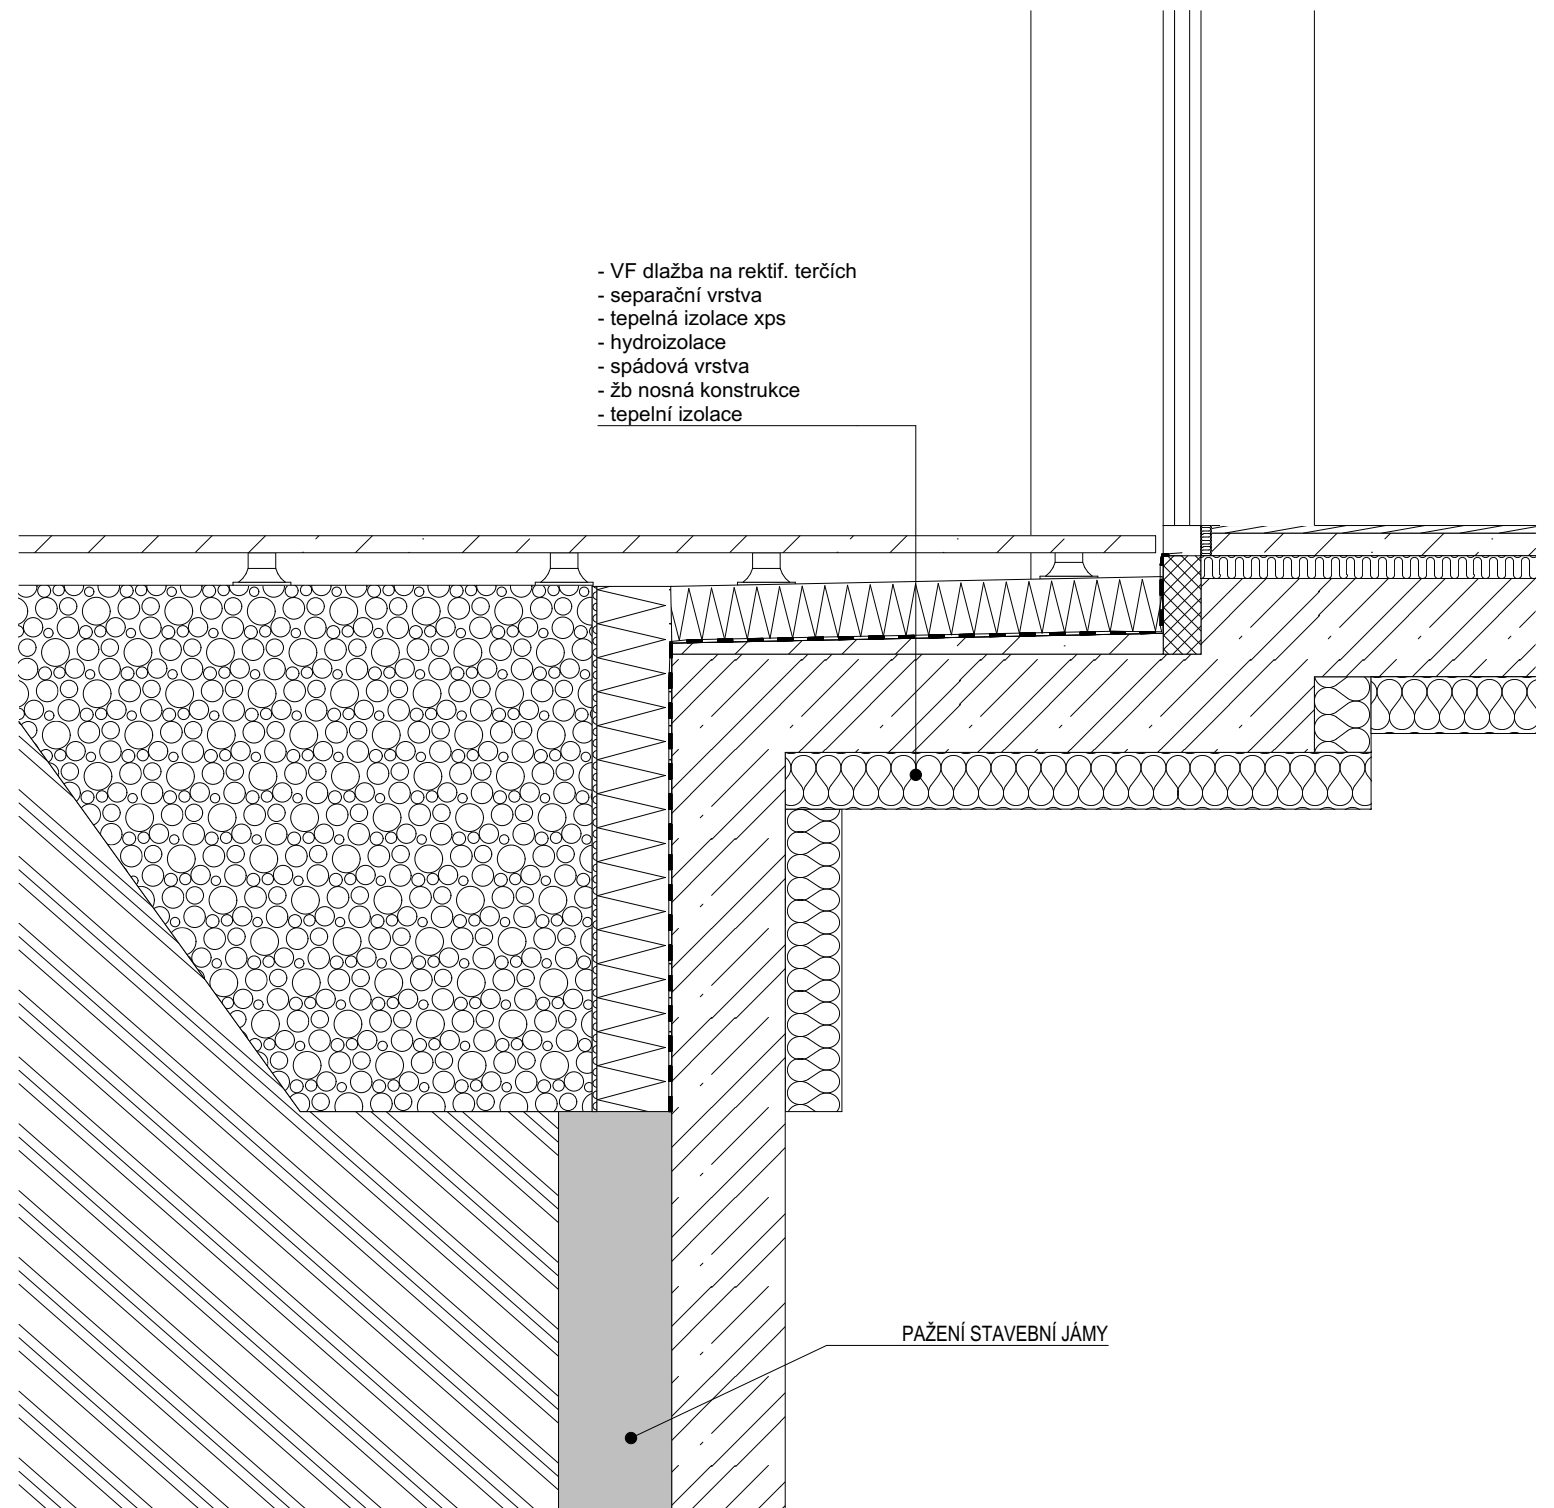 - VF dlažba na rektif. terčích
- separační vrstva
- tepelná izolace xps
- hydroizolace
- spádová vrstva
- žb nosná konstrukce
- tepelní izolace
PAŽENÍ STAVEBNÍ JÁMY